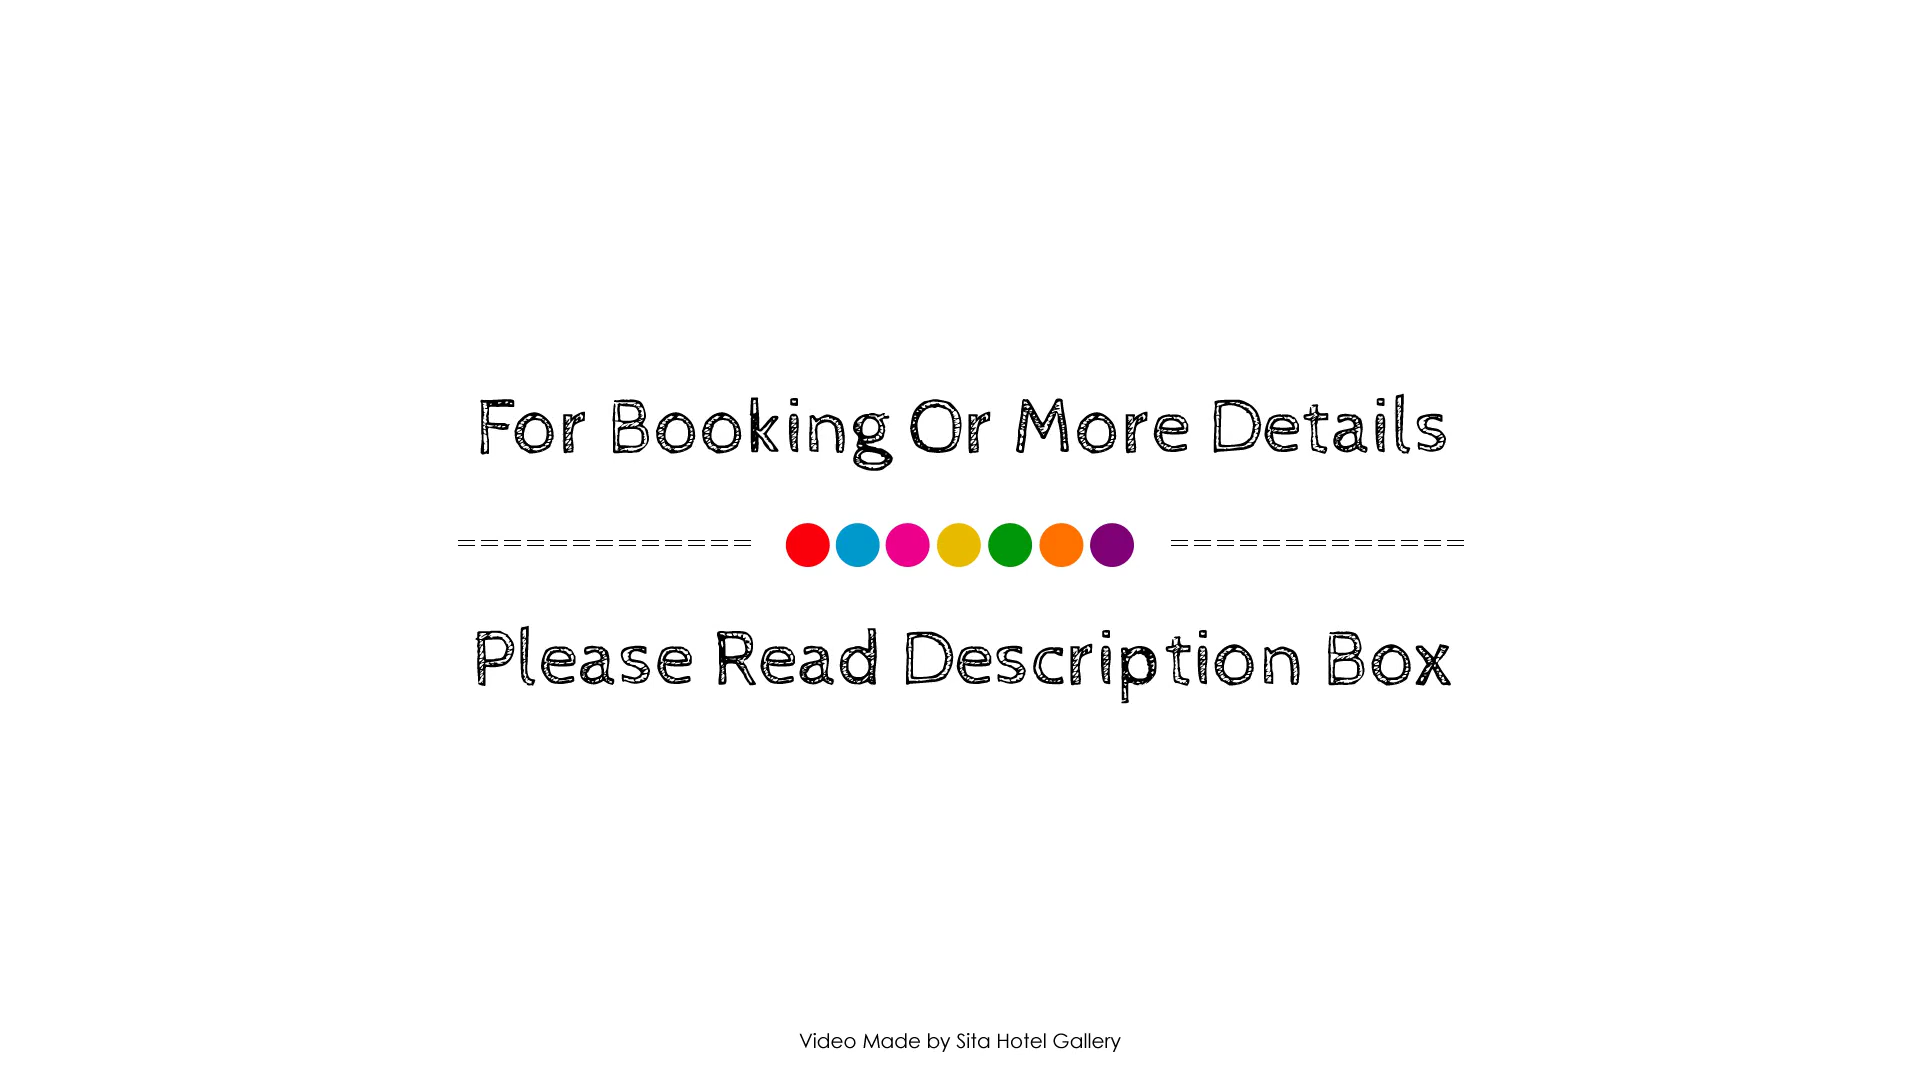 For Booking Or More Details
============= =============
Please Read Description Box
Video Made by Sita Hotel Gallery